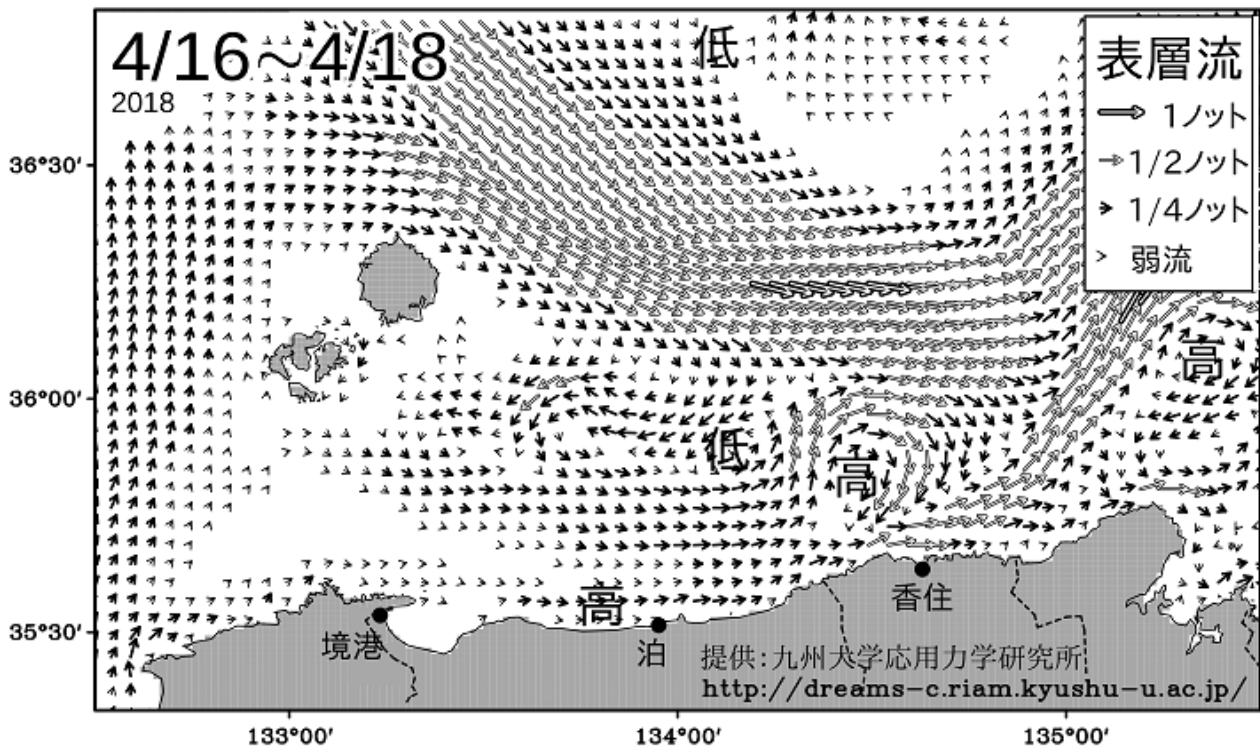 4/16~4/18
2018
低
表層流
1ノット
1/2ノット
1/4ノット
弱流
36°30′
36°00′
35°30′
高
低
高
高
境港
泊
香住
提供:九州大学応用力学研究所
http://dreams-c.riam.kyushu-u.ac.jp/
133°00′
134°00′
135°00′